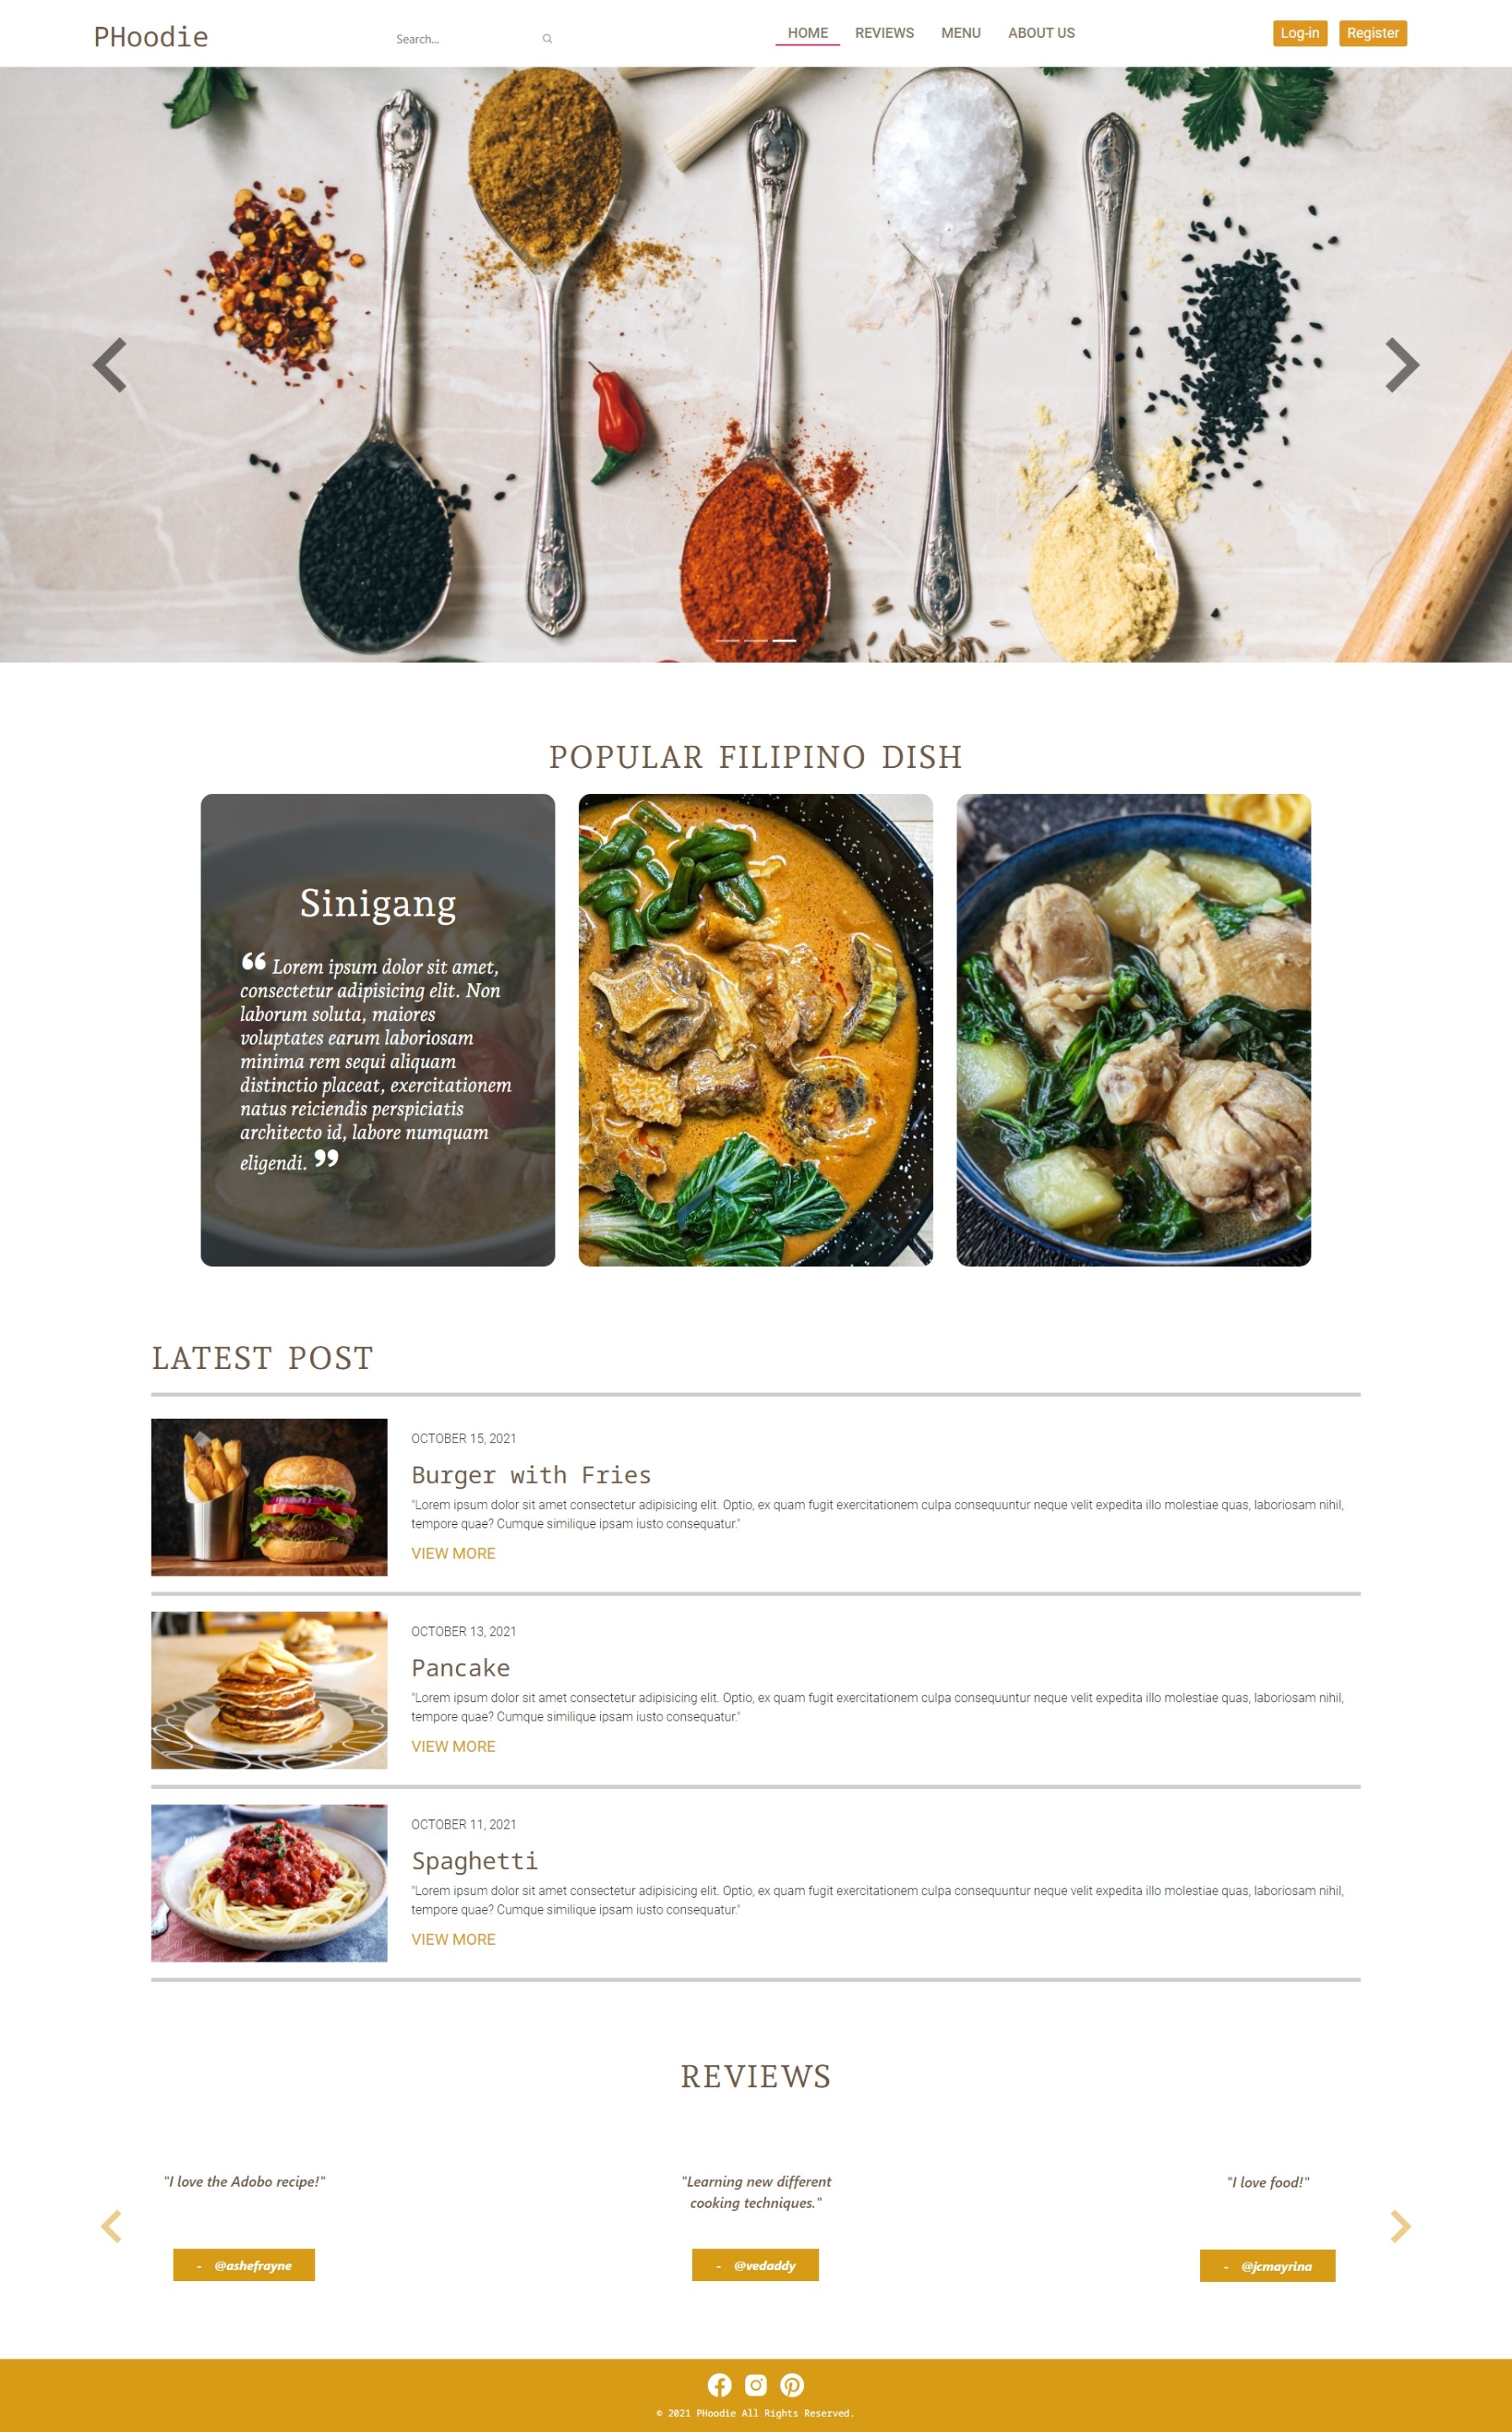 PHoodie
Search...
HOME REVIEWS MENU ABOUT US
Log-in Register
POPULAR FILIPINO DISH
Sinigang
❝ Lorem ipsum dolor sit amet,
consectetur adipisicing elit. Non
laborum soluta, maiores
voluptates earum laboriosam
minima rem sequi aliquam
distinctio placeat, exercitationem
natus reiciendis perspiciatis
architecto id, labore numquam
eligendi. ❞
LATEST POST
OCTOBER 15, 2021
Burger with Fries
"Lorem ipsum dolor sit amet consectetur adipisicing elit. Optio, ex quam fugit exercitationem culpa consequuntur neque velit expedita illo molestiae quas, laboriosam nihil,
tempore quae? Cumque similique ipsam iusto consequatur."
VIEW MORE
OCTOBER 13, 2021
Pancake
"Lorem ipsum dolor sit amet consectetur adipisicing elit. Optio, ex quam fugit exercitationem culpa consequuntur neque velit expedita illo molestiae quas, laboriosam nihil,
tempore quae? Cumque similique ipsam iusto consequatur."
VIEW MORE
OCTOBER 11, 2021
Spaghetti
"Lorem ipsum dolor sit amet consectetur adipisicing elit. Optio, ex quam fugit exercitationem culpa consequuntur neque velit expedita illo molestiae quas, laboriosam nihil,
tempore quae? Cumque similique ipsam iusto consequatur."
VIEW MORE
REVIEWS
"I love the Adobo recipe!"
- @ashefrayne
"Learning new different
cooking techniques."
- @vedaddy
"I love food!"
- @jcmayrina
© 2021 PHoodie All Rights Reserved.